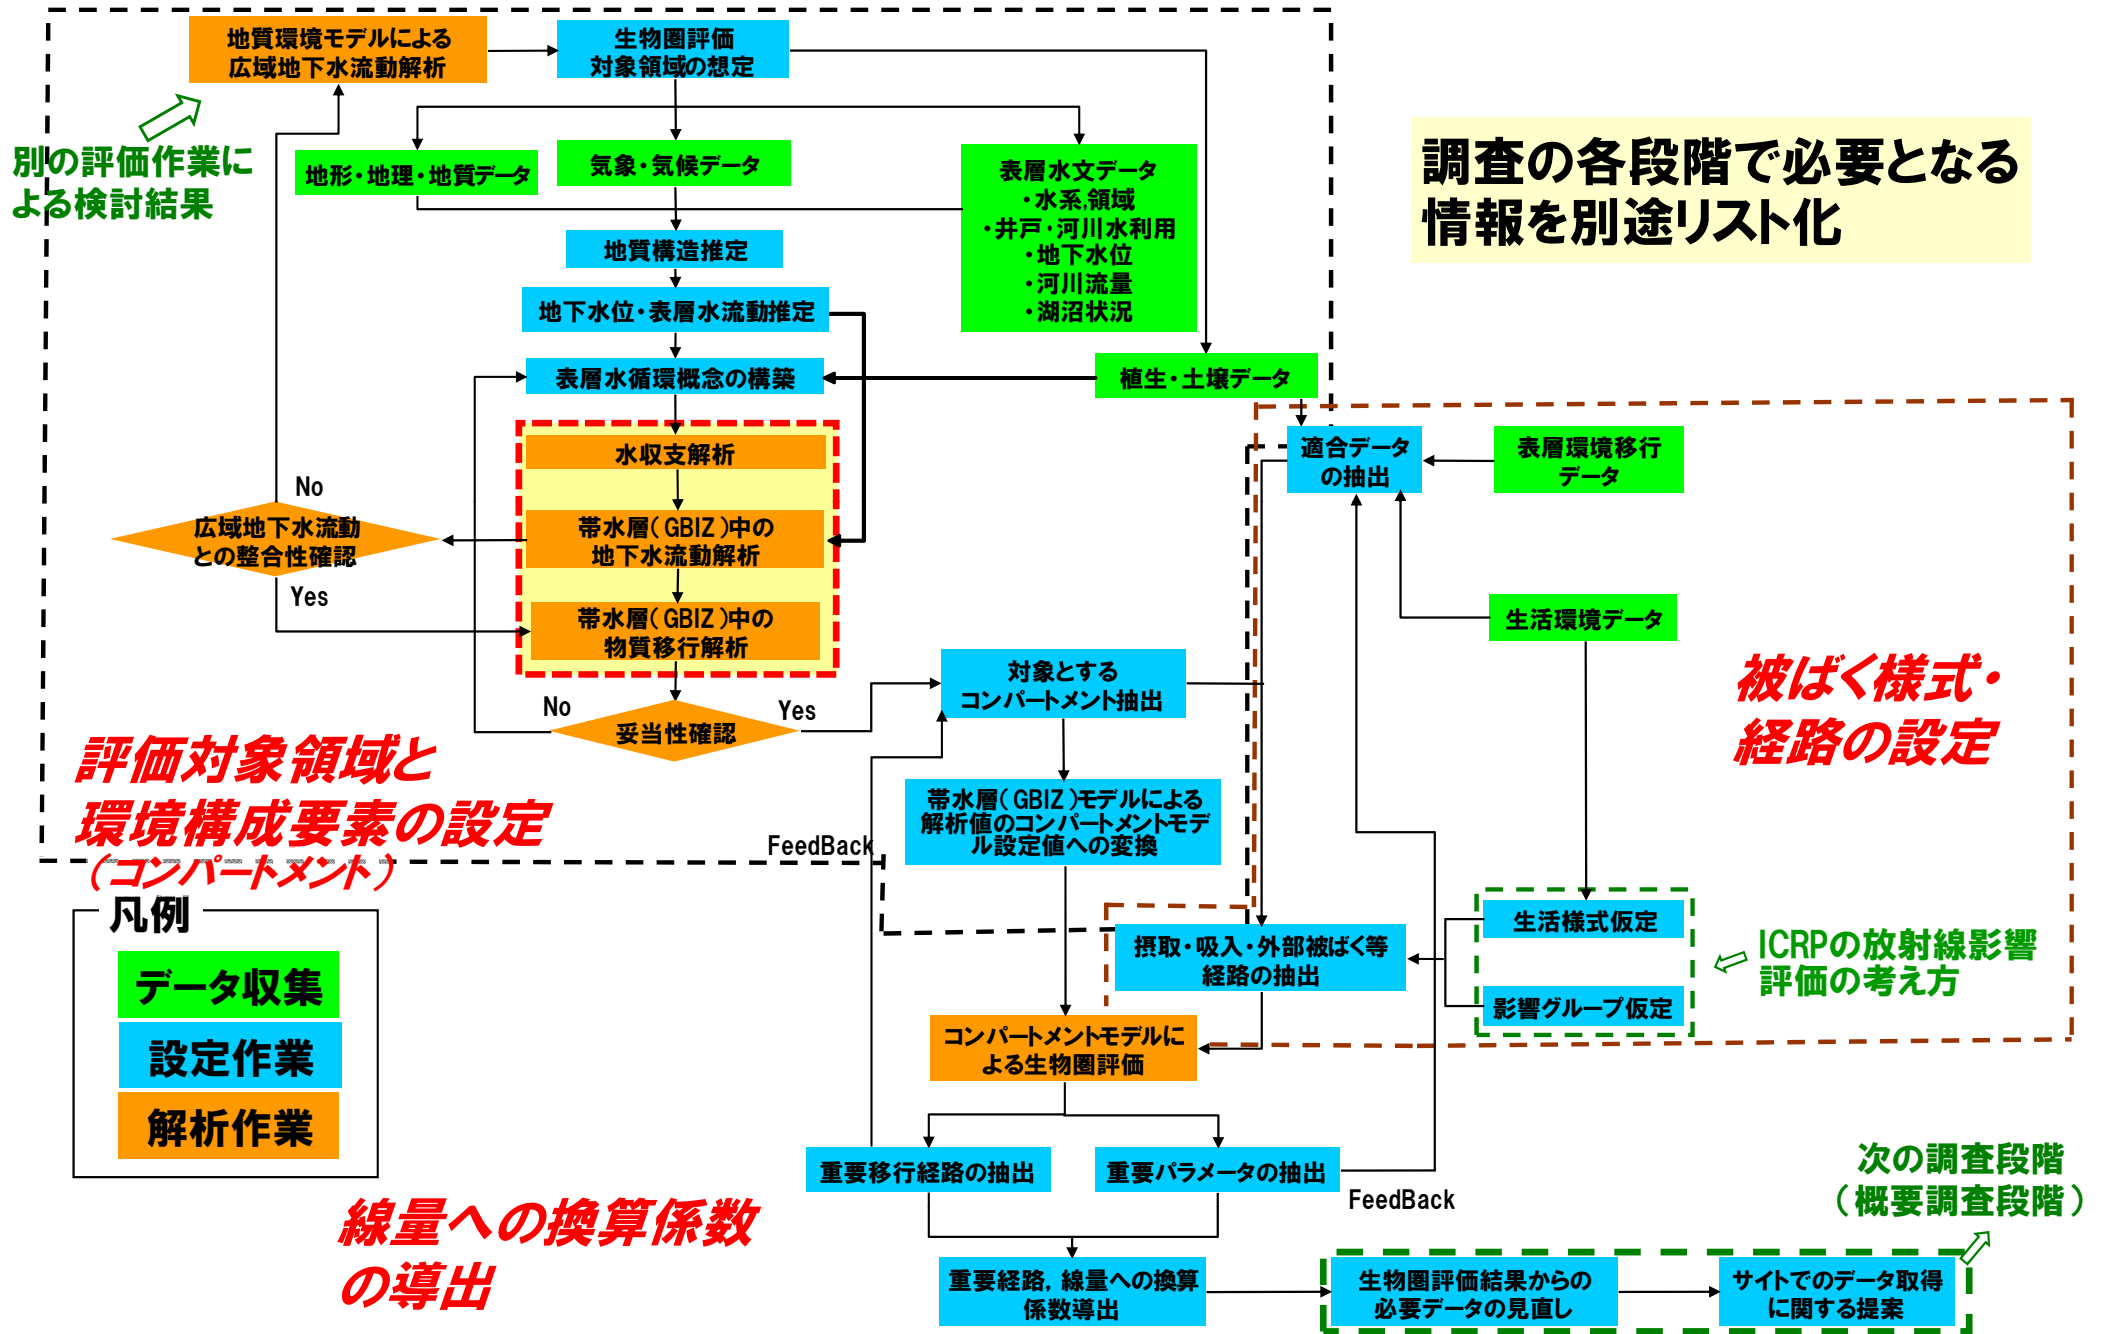 地質環境モデルによる
広域地下水流動解析
生物圏評価
対象領域の想定
別の評価作業に
よる検討結果
地形・地理・地質データ
気象・気候データ
表層水文データ
・水系,領域
・井戸・河川水利用
・地下水位
・河川流量
・湖沼状況
調査の各段階で必要となる
情報を別途リスト化
地質構造推定
地下水位・表層水流動推定
表層水循環概念の構築
植生・土壌データ
水収支解析
適合データ
の抽出
表層環境移行
データ
No
広域地下水流動
との整合性確認
Yes
帯水層(GBIZ)中の
地下水流動解析
帯水層(GBIZ)中の
物質移行解析
生活環境データ
対象とする
コンパートメント抽出
No
妥当性確認
Yes
被ばく様式・
経路の設定
評価対象領域と
環境構成要素の設定
(コンパートメント)
FeedBack
帯水層(GBIZ)モデルによる
解析値のコンパートメントモデ
ル設定値への変換
凡例
データ収集
設定作業
解析作業
摂取・吸入・外部被ばく等
経路の抽出
生活様式仮定
影響グループ仮定
ICRPの放射線影響
評価の考え方
コンパートメントモデルに
よる生物圏評価
重要移行経路の抽出
重要パラメータの抽出
FeedBack
次の調査段階
(概要調査段階)
線量への換算係数
の導出
重要経路,線量への換算
係数導出
生物圏評価結果からの
必要データの見直し
サイトでのデータ取得
に関する提案